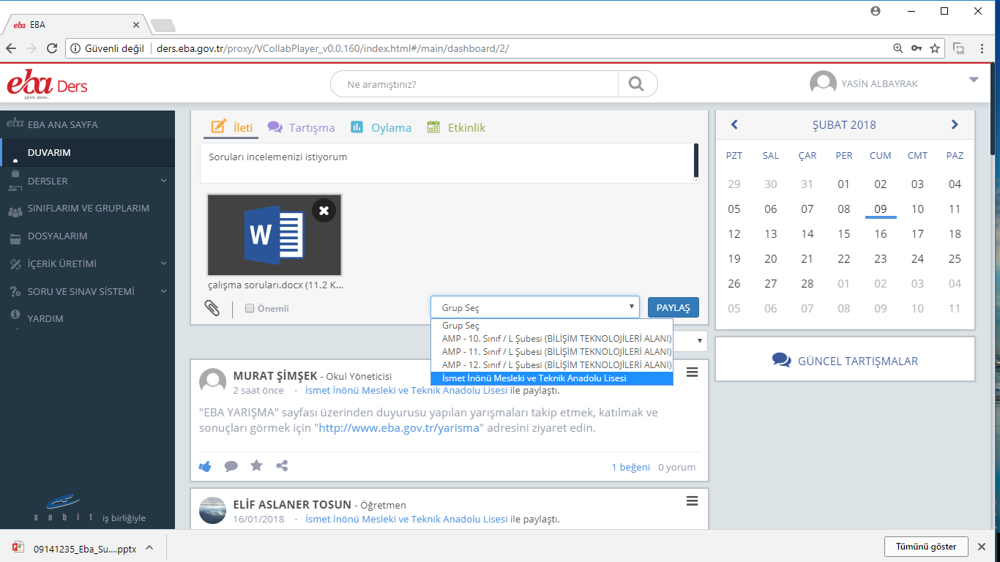 eba EBA
Güvenli değil ders.eba.gov.tr/proxy/VCollabPlayer_v0.0.160/index.html#/main/dashboard/2/
eba Ders
Eğitim, daima...
Ne aramıştınız?
YASİN ALBAYRAK
eba EBA ANA SAYFA
DUVARIM
DERSLER
SINIFLARIM VE GRUPLARIM
DOSYALARIM
İÇERİK ÜRETİMİ
SORU VE SINAV SİSTEMİ
YARDIM
sebit iş birliğiyle
İleti Tartışma Oylama Etkinlik
Soruları incelemenizi istiyorum
W
çalışma soruları.docx (11.2 K...
Önemli
Grup Seç
PAYLAŞ
Grup Seç
AMP - 10. Sınıf / L Şubesi (BİLİŞİM TEKNOLOJİLERİ ALANI)
AMP - 11. Sınıf / L Şubesi (BİLİŞİM TEKNOLOJİLERİ ALANI)
AMP - 12. Sınıf / L Şubesi (BİLİŞİM TEKNOLOJİLERİ ALANI)
İsmet İnönü Mesleki ve Teknik Anadolu Lisesi
MURAT ŞİMŞEK - Okul Yöneticisi
2 saat önce · İsmet İnönü Mesleki ve Teknik Anadolu Lisesi ile paylaştı.
"EBA YARIŞMA" sayfası üzerinden duyurusu yapılan yarışmaları takip etmek, katılmak ve
sonuçları görmek için "http://www.eba.gov.tr/yarisma" adresini ziyaret edin.
1 beğeni 0 yorum
ELİF ASLANER TOSUN - Öğretmen
16/01/2018 · İsmet İnönü Mesleki ve Teknik Anadolu Lisesi ile paylaştı.
ŞUBAT 2018
PZT SAL ÇAR PER CUM CMT PAZ
29 30 31 01 02 03 04
05 06 07 08 09 10 11
12 13 14 15 16 17 18
19 20 21 22 23 24 25
26 27 28 01 02 03 04
05 06 07 08 09 10 11
GÜNCEL TARTIŞMALAR
09141235_Eba_Su....pptx
Tümünü göster